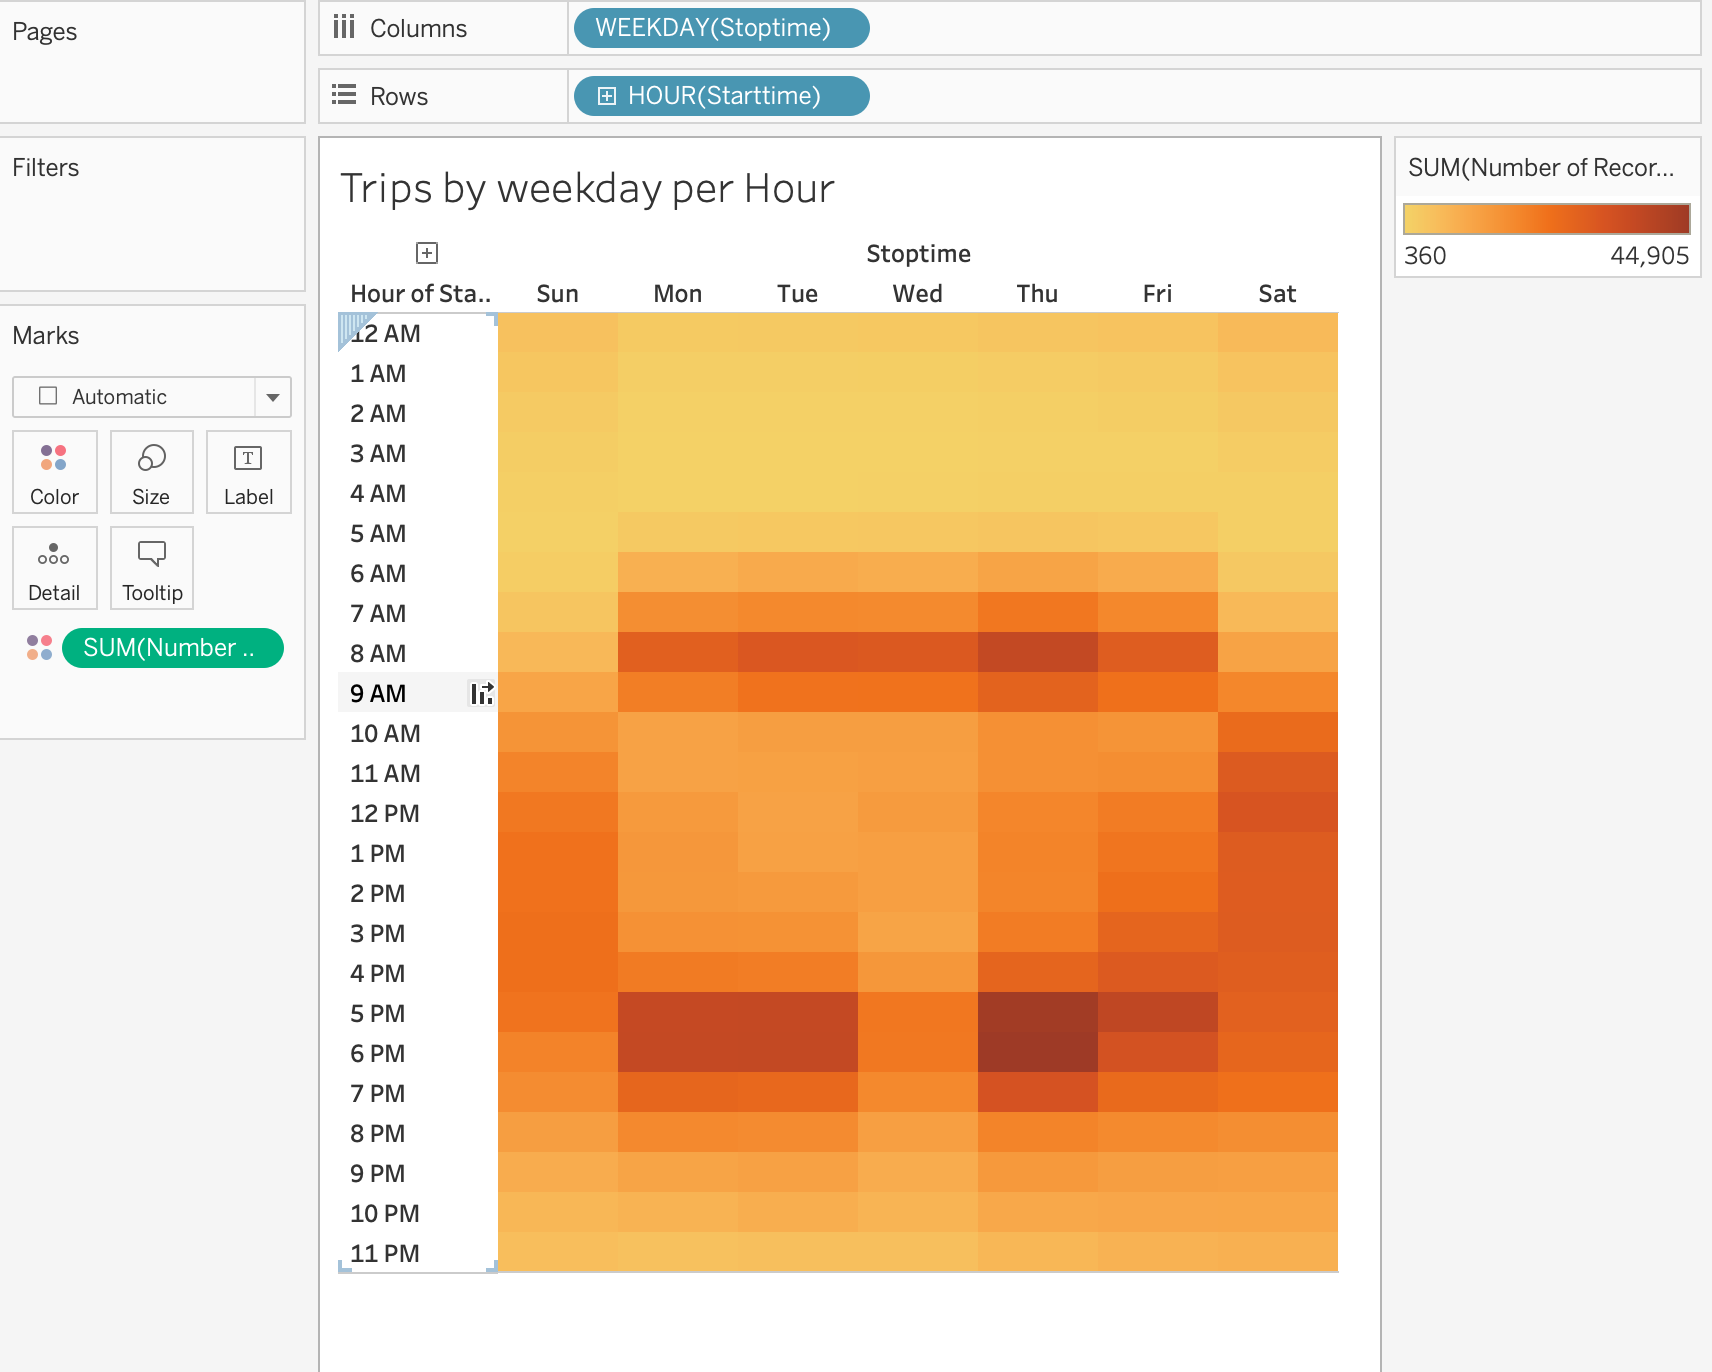 Pages
Columns
WEEKDAY(Stoptime)
Rows
HOUR(Starttime)
Filters
Marks
Automatic
Color
Size
T
Label
Detail
Tooltip
SUM(Number ..
Trips by weekday per Hour
Stoptime
Hour of Sta.. Sun Mon Tue Wed Thu Fri Sat
12 AM
1 AM
2 AM
3 AM
4 AM
5 AM
6 AM
7 AM
8 AM
9 AM
10 AM
11 AM
12 PM
1 PM
2 PM
3 PM
4 PM
5 PM
6 PM
7 PM
8 PM
9 PM
10 PM
11 PM
SUM(Number of Recor...
360 44,905